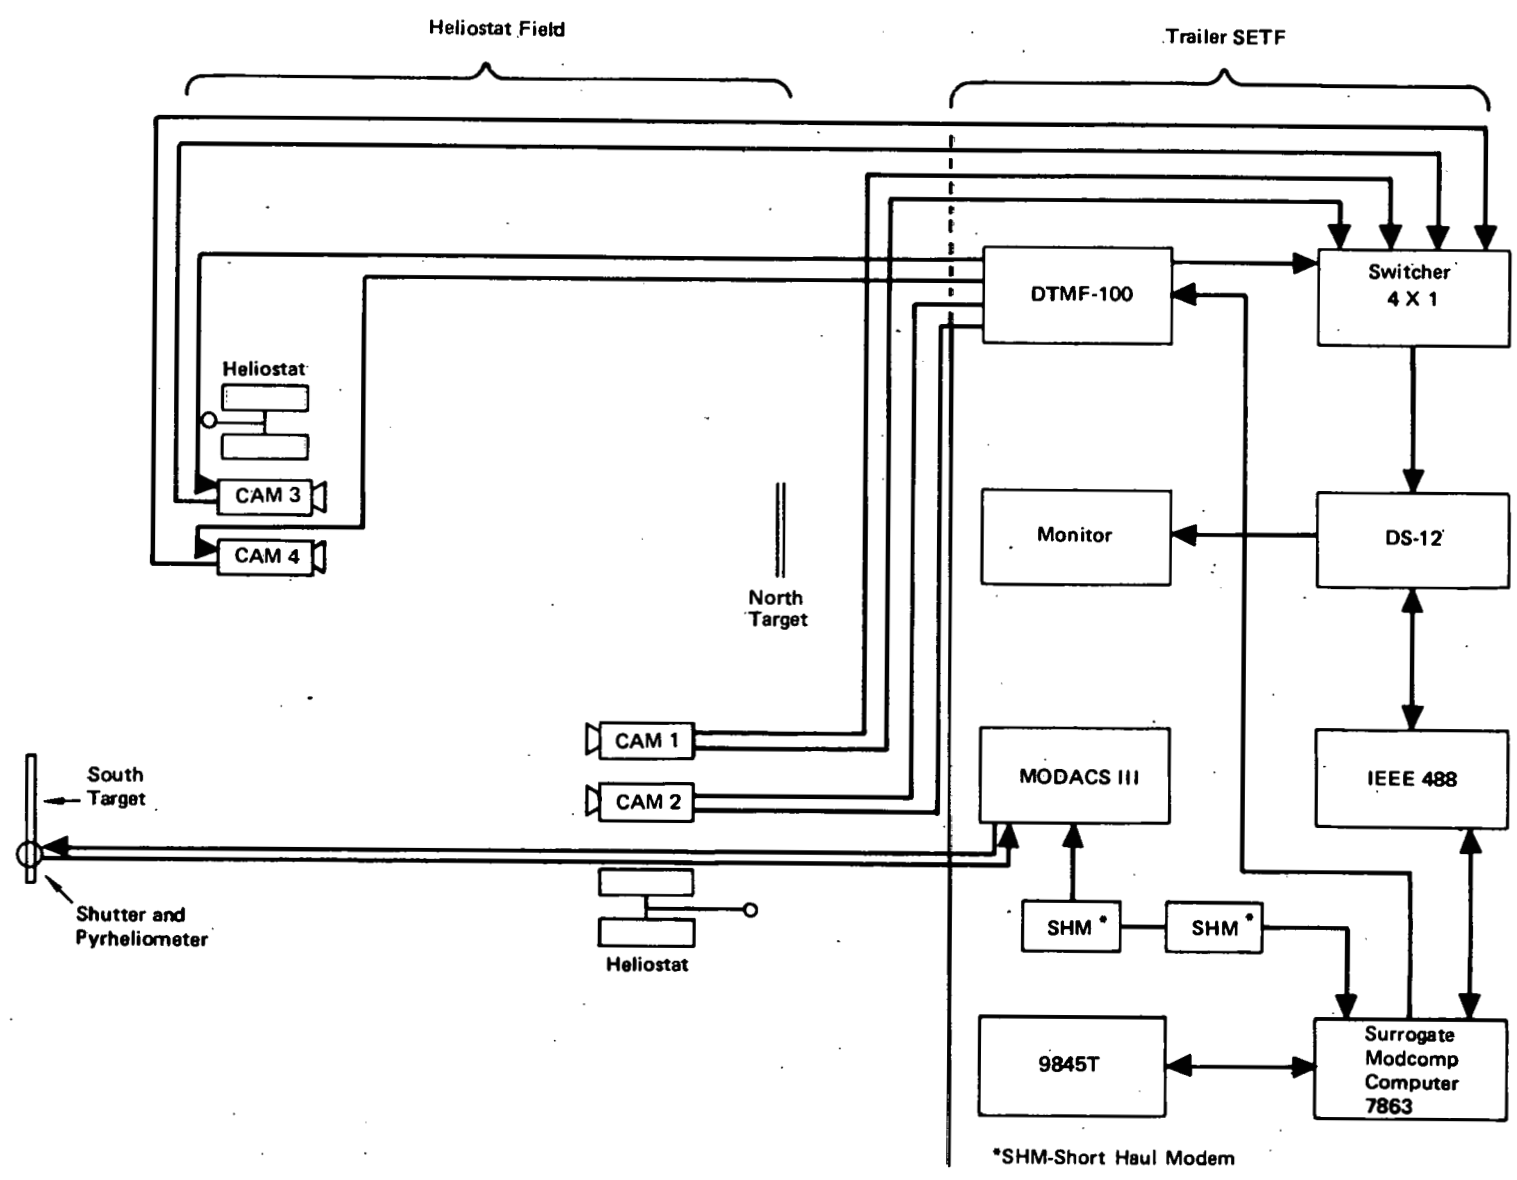 Heliostat Field
Trailer SETF
Switcher
4 X 1
DTMF-100
Heliostat
CAM 3
CAM 4
Monitor
DS-12
North
Target
CAM 1
CAM 2
MODACS III
IEEE 488
South
Target
Shutter and
Pyrheliometer
Heliostat
SHM *
SHM *
9845T
Surrogate
Modcomp
Computer
7863
*SHM-Short Haul Modem